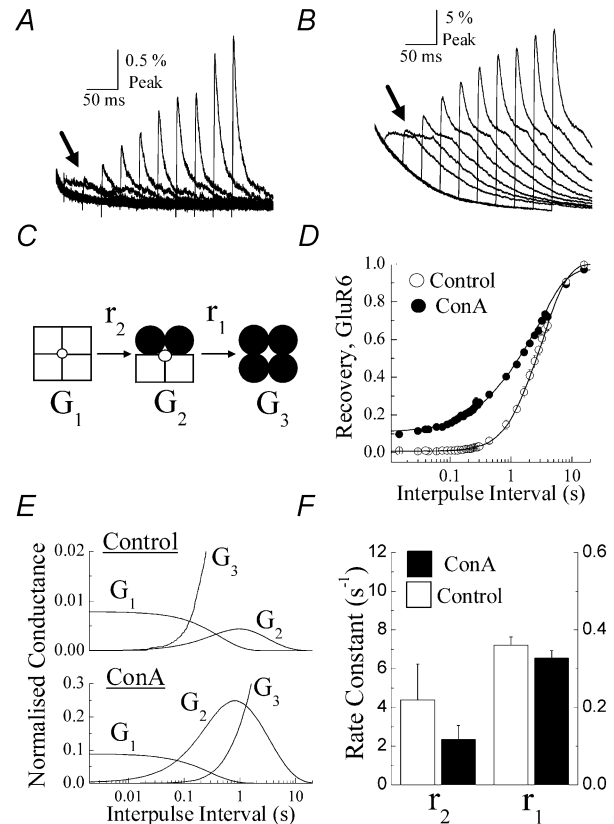 A
B
0.5 %
Peak
50 ms
5 %
Peak
50 ms
C
D
r2
r1
G1
G2
G3
Recovery, GluR6
1.0
0.8
0.6
0.4
0.2
0.0
Control
ConA
0.1
1
10
Interpulse Interval (s)
E
F
Normalised Conductance
0.02
0.01
0.00
Control
G1
G2
G3
0.3
0.2
0.1
0.0
ConA
G1
G2
G3
0.01
0.1
1
10
Interpulse Interval (s)
Rate Constant (s-1)
12
10
8
6
4
2
0
ConA
Control
0.6
0.4
0.2
0.0
r2
r1